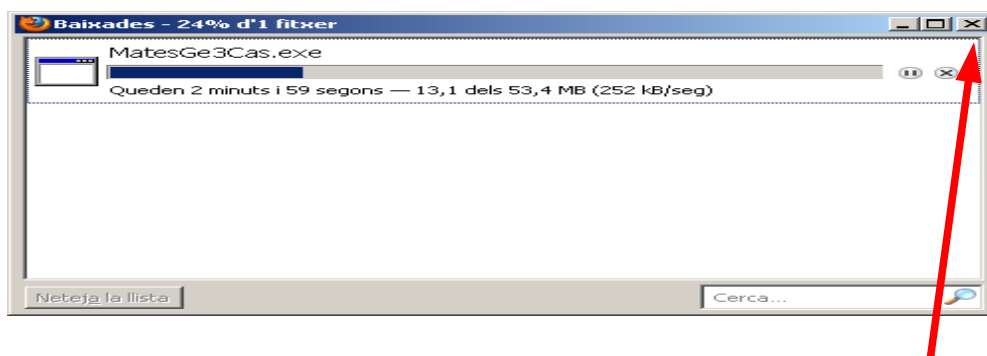 Baixades - 24% d'1 fitxer
MatesGe3Cas.exe
Queden 2 minuts i 59 segons — 13,1 dels 53,4 MB (252 kB/seg)
Neteja la llista
Cerca...